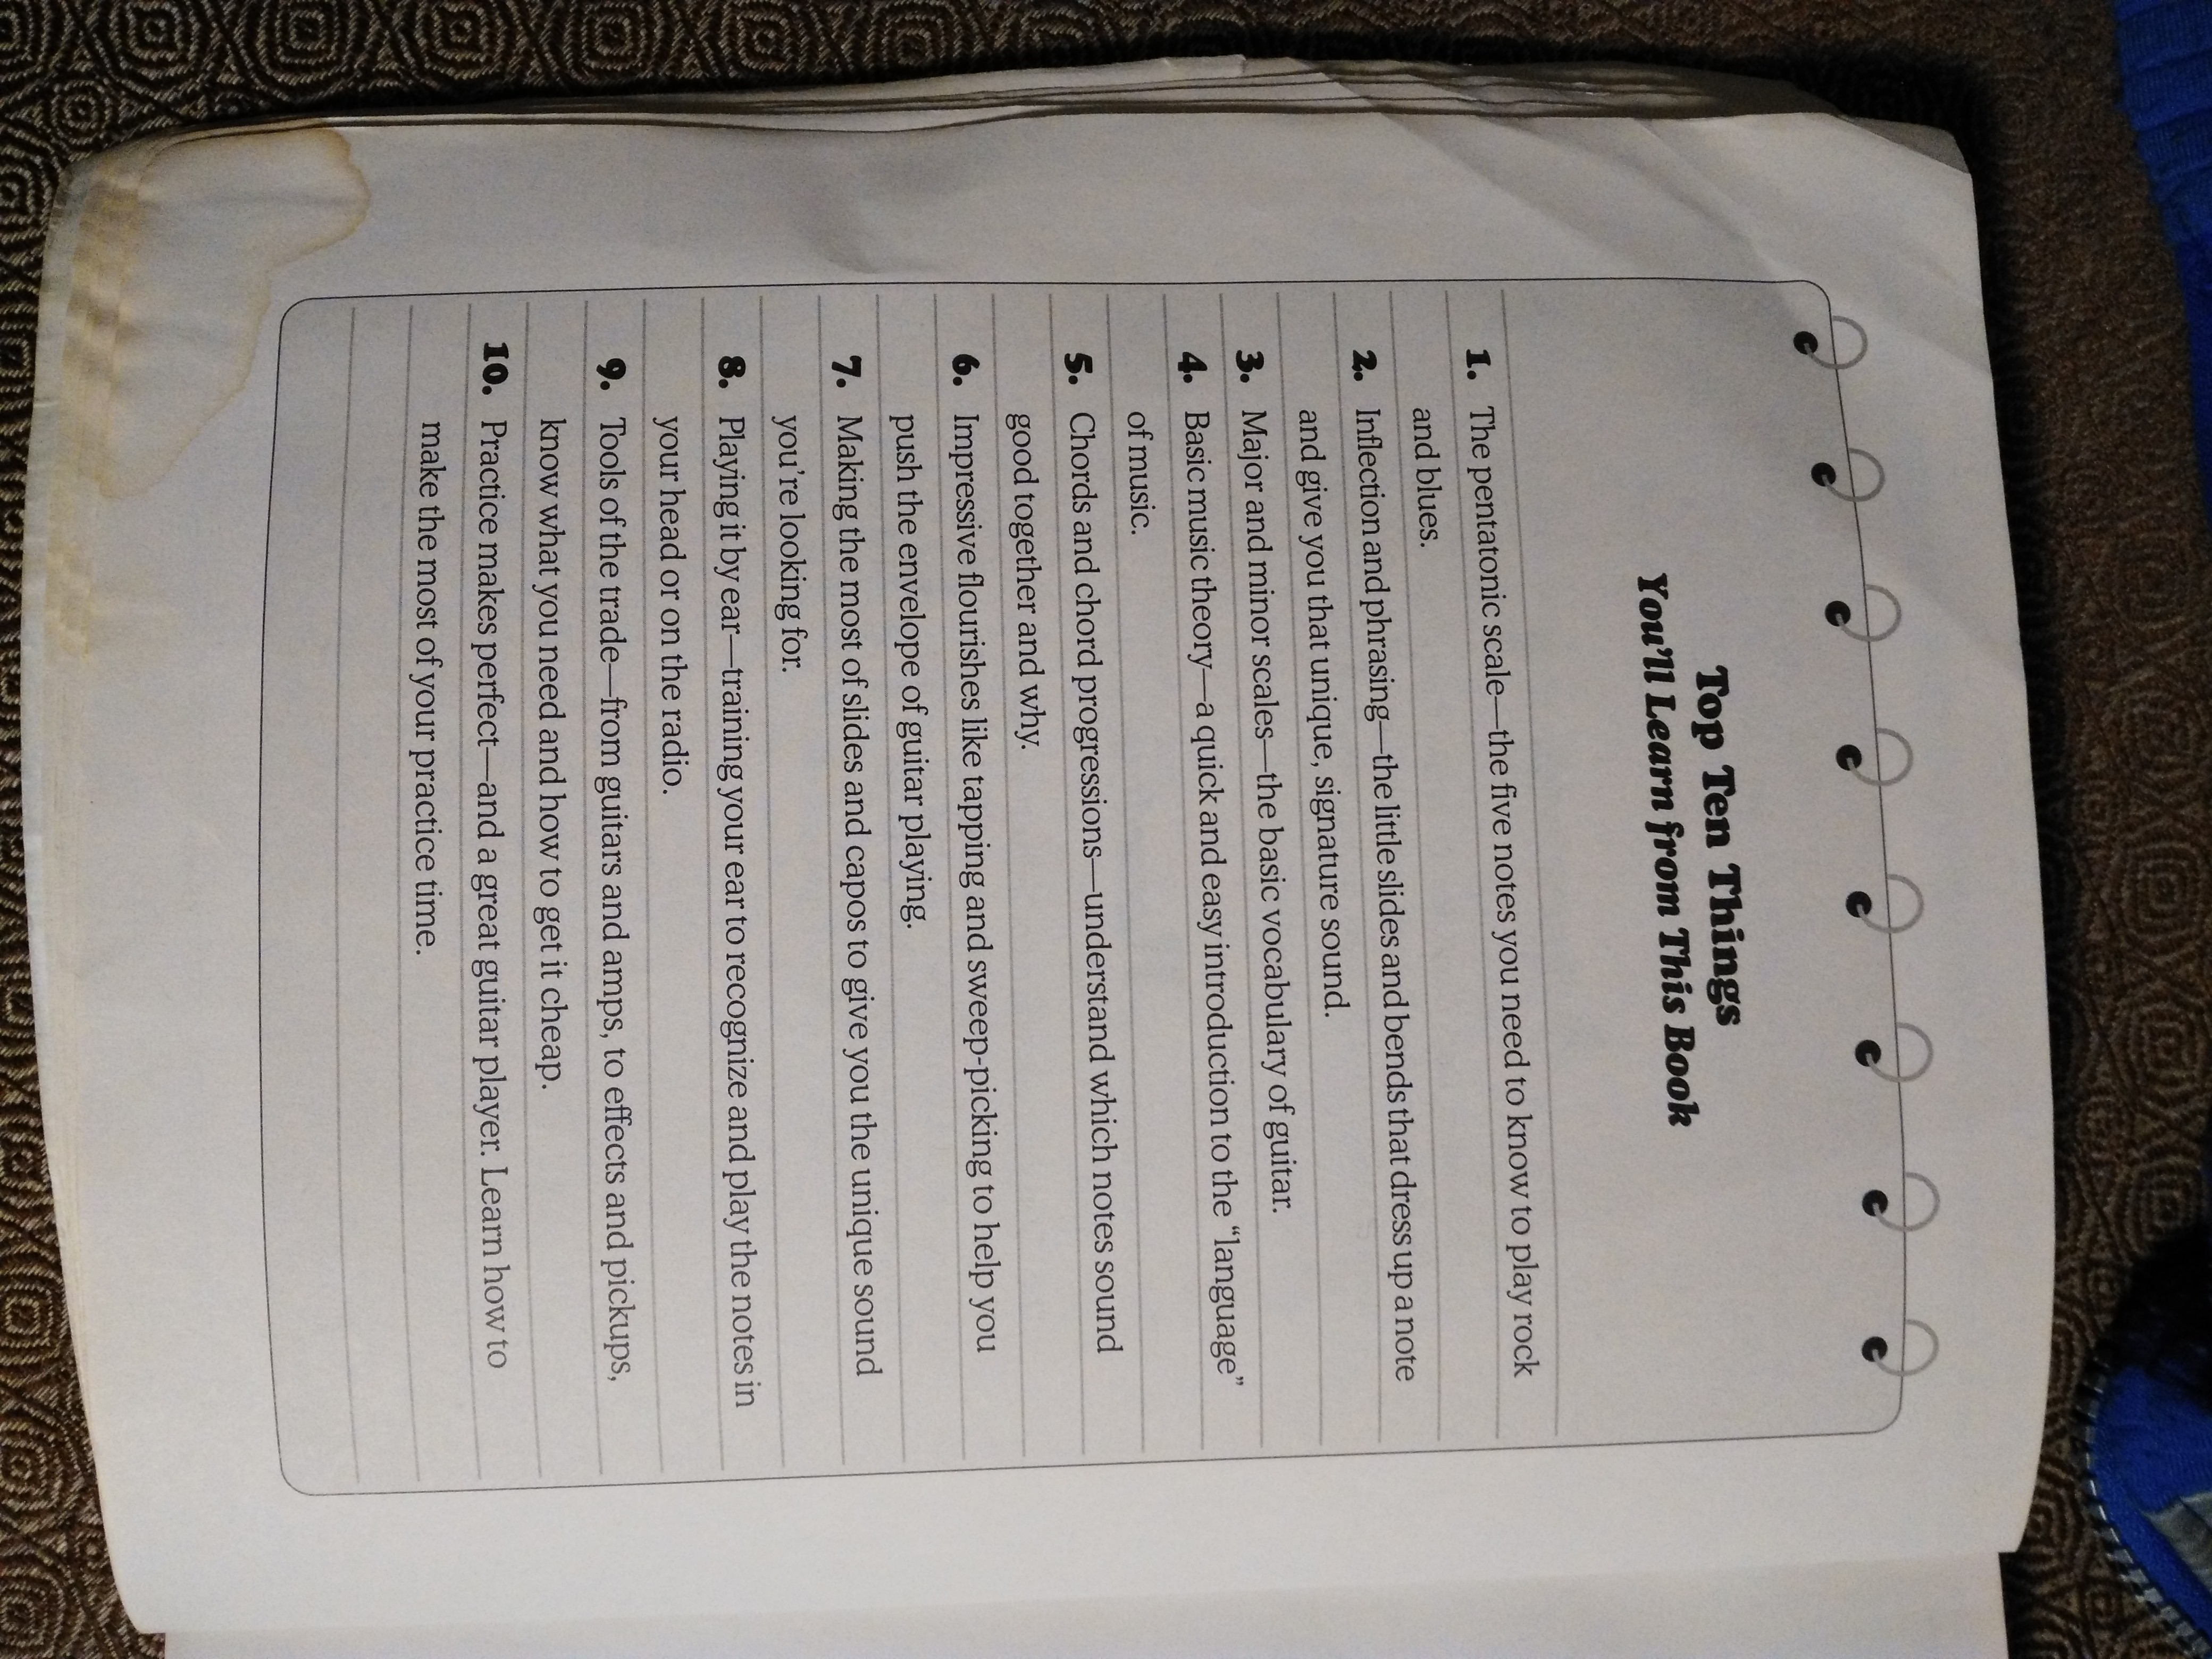 Top Ten Things
You'll Learn from This Book
1. The pentatonic scale—the five notes you need to know to play rock
and blues.
2. Inflection and phrasing—the little slides and bends that dress up a note
and give you that unique, signature sound.
3. Major and minor scales—the basic vocabulary of guitar.
4. Basic music theory—a quick and easy introduction to the “language”
of music.
5. Chords and chord progressions—understand which notes sound
good together and why.
6. Impressive flourishes like tapping and sweep-picking to help you
push the envelope of guitar playing.
7. Making the most of slides and capos to give you the unique sound
you're looking for.
8. Playing it by ear—training your ear to recognize and play the notes in
your head or on the radio.
9. Tools of the trade—from guitars and amps, to effects and pickups,
know what you need and how to get it cheap.
10. Practice makes perfect—and a great guitar player. Learn how to
make the most of your practice time.